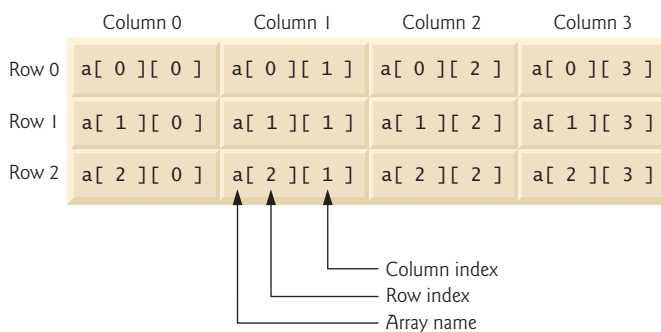 Column 0 Column 1 Column 2 Column 3
Row 0 a[ 0 ][ 0 ] a[ 0 ][ 1 ] a[ 0 ][ 2 ] a[ 0 ][ 3 ]
Row 1 a[ 1 ][ 0 ] a[ 1 ][ 1 ] a[ 1 ][ 2 ] a[ 1 ][ 3 ]
Row 2 a[ 2 ][ 0 ] a[ 2 ][ 1 ] a[ 2 ][ 2 ] a[ 2 ][ 3 ]
Column index
Row index
Array name